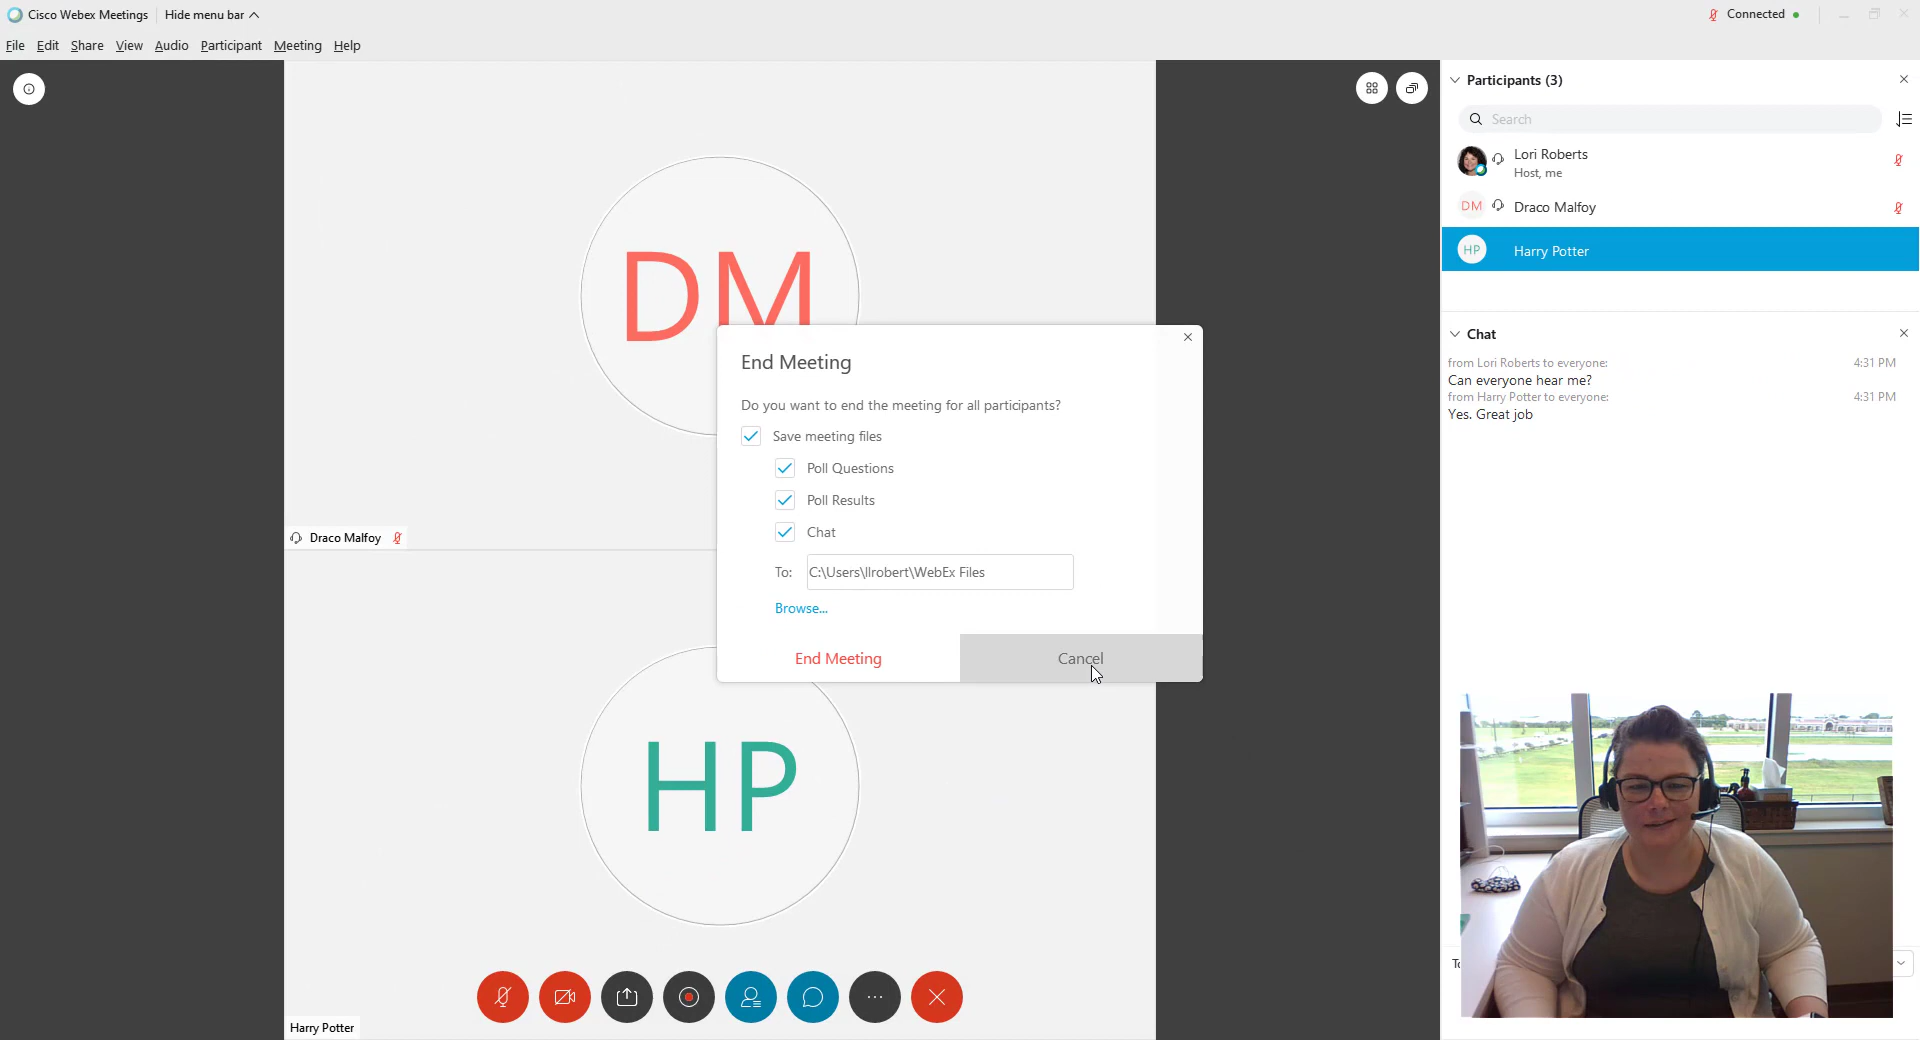 Cisco Webex Meetings Hide menu bar
Connected
File Edit Share View Audio Participant Meeting Help
Participants (3)
Search
Lori Roberts
Host, me
DM Draco Malfoy
HP Harry Potter
Chat
from Lori Roberts to everyone: 4:31 PM
Can everyone hear me?
from Harry Potter to everyone: 4:31 PM
Yes. Great job
DM
Draco Malfoy
End Meeting
Do you want to end the meeting for all participants?
Save meeting files
Poll Questions
Poll Results
Chat
To: C:\Users\llrobert\WebEx Files
Browse...
End Meeting Cancel
HP
Harry Potter